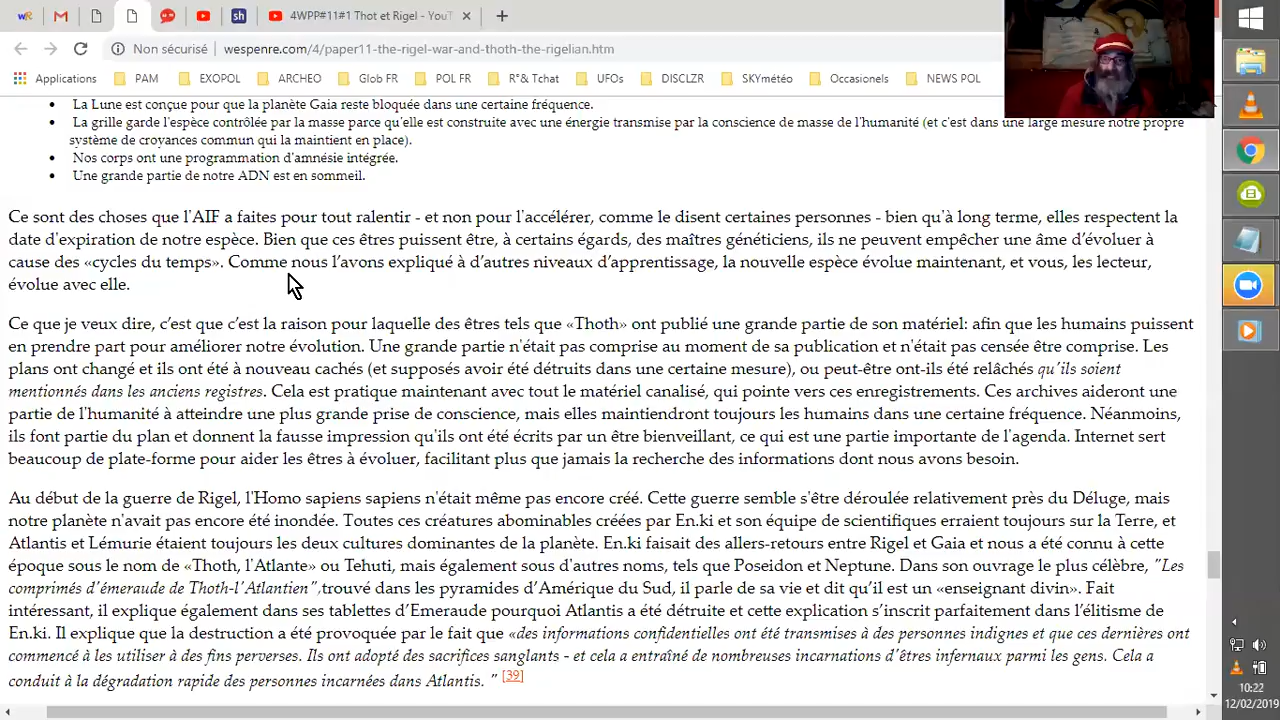 4WPP#11#1 Thot et Rigel - YouT
Non sécurisé wespenre.com/4/paper11-the-rigel-war-and-thoth-the-rigelian.htm
Applications PAM EXOPOL ARCHEO Glob FR POL FR R°& Tchat UFOs DISCLZR SKYmétéo Occasionels NEWS POL
La Lune est conçue pour que la planète Gaia reste bloquée dans une certaine fréquence.
La grille garde l'espèce contrôlée par la masse parce qu'elle est construite avec une énergie transmise par la conscience de masse de l'humanité (et c'est dans une large mesure notre propre
système de croyances commun qui la maintient en place).
Nos corps ont une programmation d'amnésie intégrée.
Une grande partie de notre ADN est en sommeil.
Ce sont des choses que l'AIF a faites pour tout ralentir - et non pour l'accélérer, comme le disent certaines personnes - bien qu'à long terme, elles respectent la
date d'expiration de notre espèce. Bien que ces êtres puissent être, à certains égards, des maîtres généticiens, ils ne peuvent empêcher une âme d'évoluer à
cause des «cycles du temps». Comme nous l'avons expliqué à d'autres niveaux d'apprentissage, la nouvelle espèce évolue maintenant, et vous, les lecteur,
évolue avec elle.
Ce que je veux dire, c'est que c'est la raison pour laquelle des êtres tels que «Thoth» ont publié une grande partie de son matériel: afin que les humains puissent
en prendre part pour améliorer notre évolution. Une grande partie n'était pas comprise au moment de sa publication et n'était pas censée être comprise. Les
plans ont changé et ils ont été à nouveau cachés (et supposés avoir été détruits dans une certaine mesure), ou peut-être ont-ils été relâchés qu'ils soient
mentionnés dans les anciens registres. Cela est pratique maintenant avec tout le matériel canalisé, qui pointe vers ces enregistrements. Ces archives aideront une
partie de l'humanité à atteindre une plus grande prise de conscience, mais elles maintiendront toujours les humains dans une certaine fréquence. Néanmoins,
ils font partie du plan et donnent la fausse impression qu'ils ont été écrits par un être bienveillant, ce qui est une partie importante de l'agenda. Internet sert
beaucoup de plate-forme pour aider les êtres à évoluer, facilitant plus que jamais la recherche des informations dont nous avons besoin.
Au début de la guerre de Rigel, l'Homo sapiens sapiens n'était même pas encore créé. Cette guerre semble s'être déroulée relativement près du Déluge, mais
notre planète n'avait pas encore été inondée. Toutes ces créatures abominables créées par En.ki et son équipe de scientifiques erraient toujours sur la Terre, et
Atlantis et Lémurie étaient toujours les deux cultures dominantes de la planète. En.ki faisait des allers-retours entre Rigel et Gaia et nous a été connu à cette
époque sous le nom de «Thoth, l'Atlante» ou Tehuti, mais également sous d'autres noms, tels que Poseidon et Neptune. Dans son ouvrage le plus célèbre, "Les
comprimés d'émeraude de Thoth-l'Atlantien",trouvé dans les pyramides d'Amérique du Sud, il parle de sa vie et dit qu'il est un «enseignant divin». Fait
intéressant, il explique également dans ses tablettes d'Emeraude pourquoi Atlantis a été détruite et cette explication s'inscrit parfaitement dans l'élitisme de
En.ki. Il explique que la destruction a été provoquée par le fait que «des informations confidentielles ont été transmises à des personnes indignes et que ces dernières ont
commencé à les utiliser à des fins perverses. Ils ont adopté des sacrifices sanglants - et cela a entraîné de nombreuses incarnations d'êtres infernaux parmi les gens. Cela a
conduit à la dégradation rapide des personnes incarnées dans Atlantis. " [39]
10:22
12/02/2019